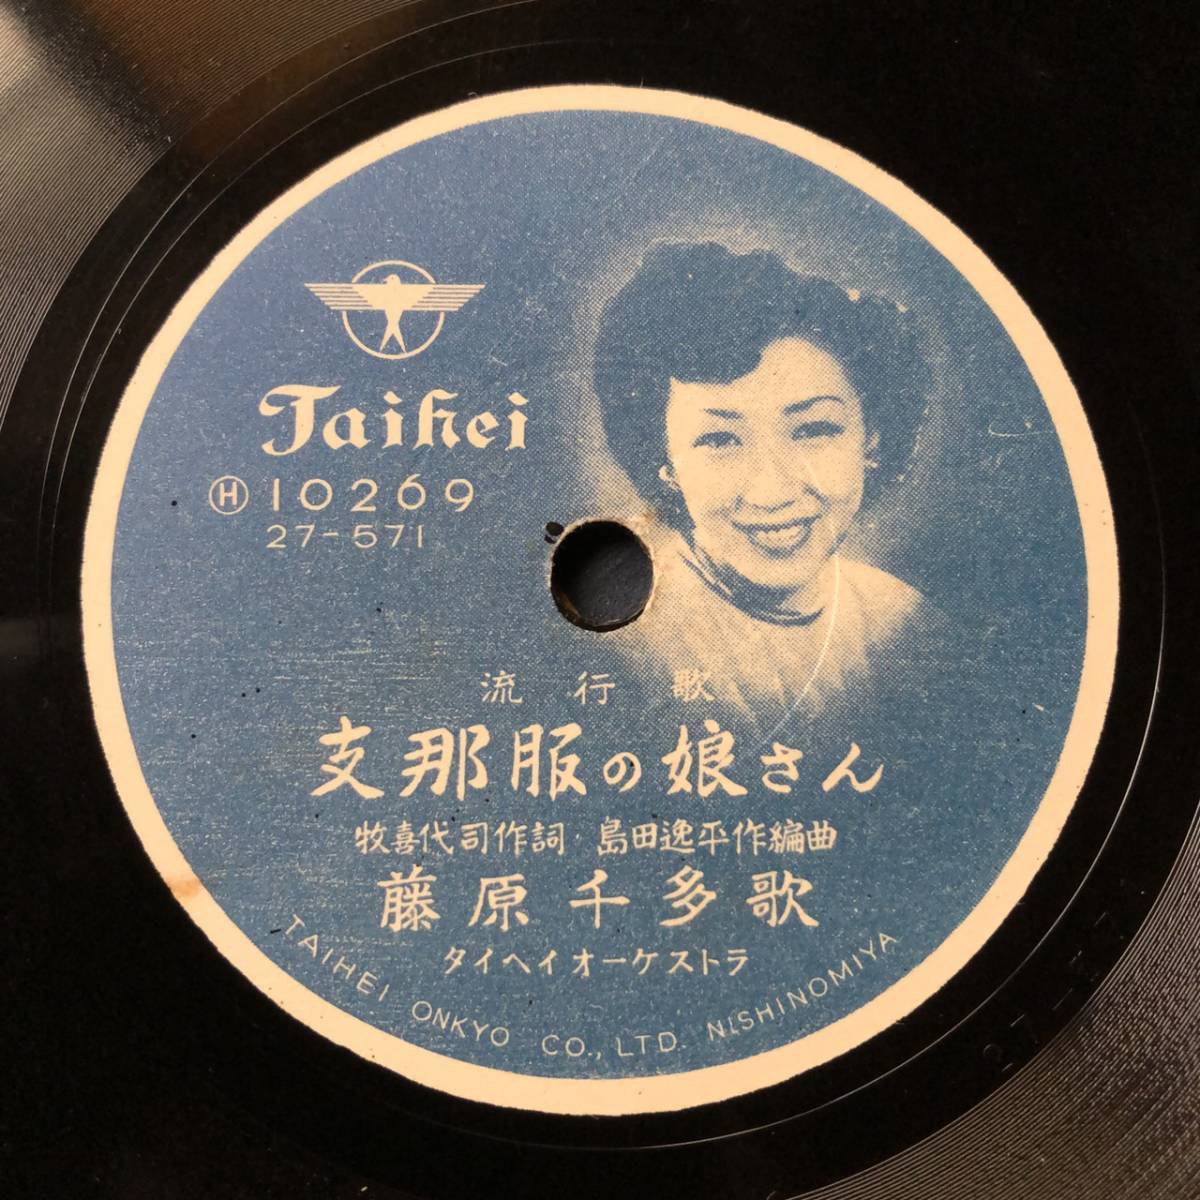 Taihei
Ⓗ10269
27-571
流行歌
支那服の娘さん
牧喜代司作詞・島田逸平作編曲
藤原千多歌
タイヘイオーケストラ
TAIHEI ONKYO CO., LTD. NISHINOMIYA